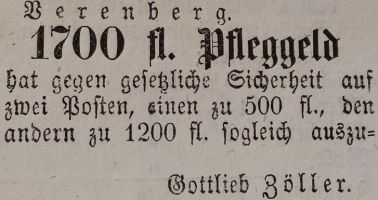 Verenberg.
1700 fl. Pfleggeld
hat gegen gesetzliche Sicherheit auf
zwei Posten, einen zu 500 fl., den
andern zu 1200 fl. sogleich auszu-
Gottlieb Zöller.